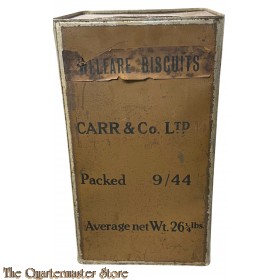 WELFARE BISCUITS
CARR & Co. LTD
Packed 9/44
Average net Wt. 26¼ lbs.
The Quartermaster Store